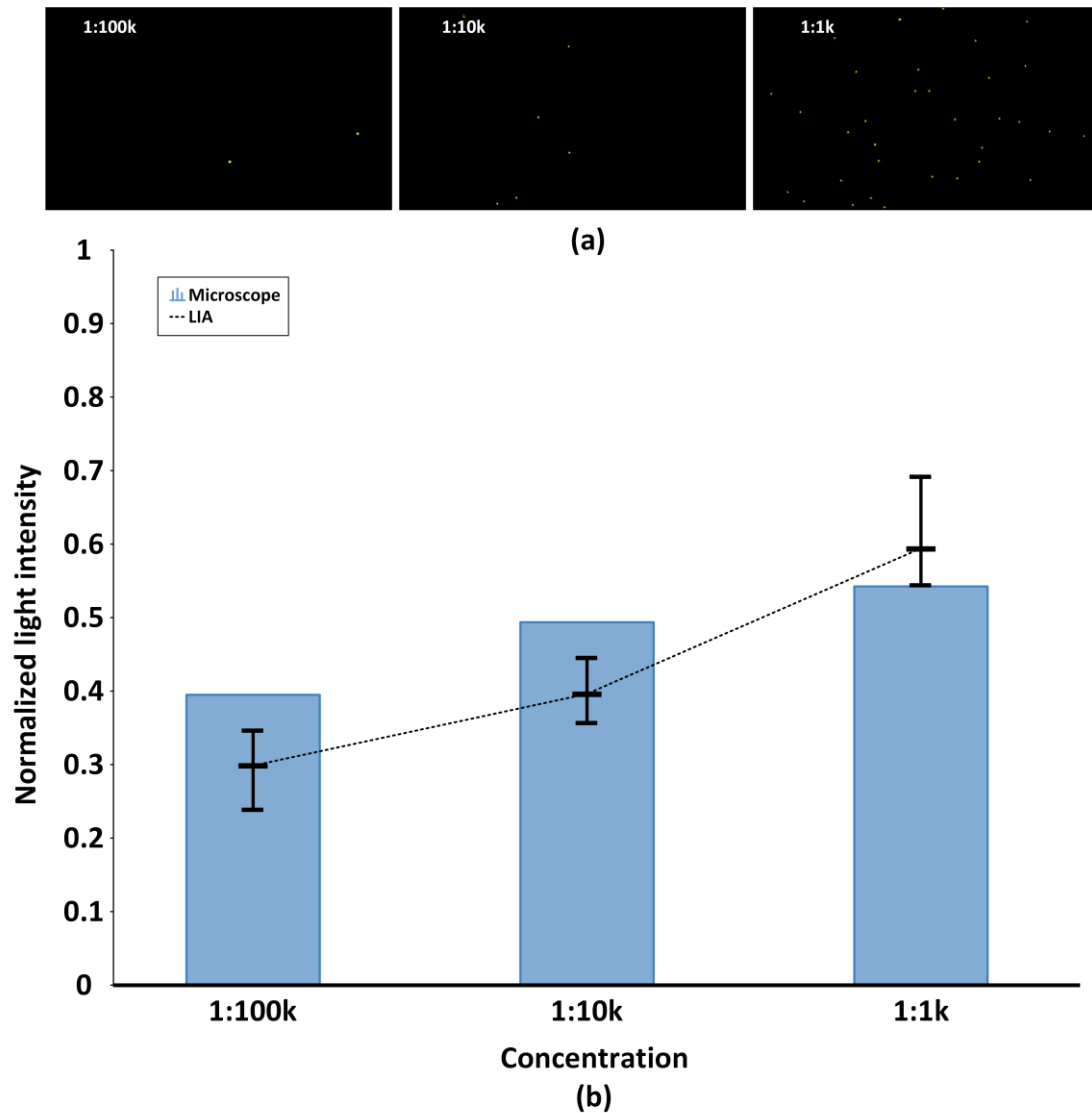 1:100k
1:10k
1:1k
(a)
1
0.9
0.8
0.7
0.6
0.5
0.4
0.3
0.2
0.1
0
Normalized light intensity
Microscope
LIA
1:100k
1:10k
1:1k
Concentration
(b)